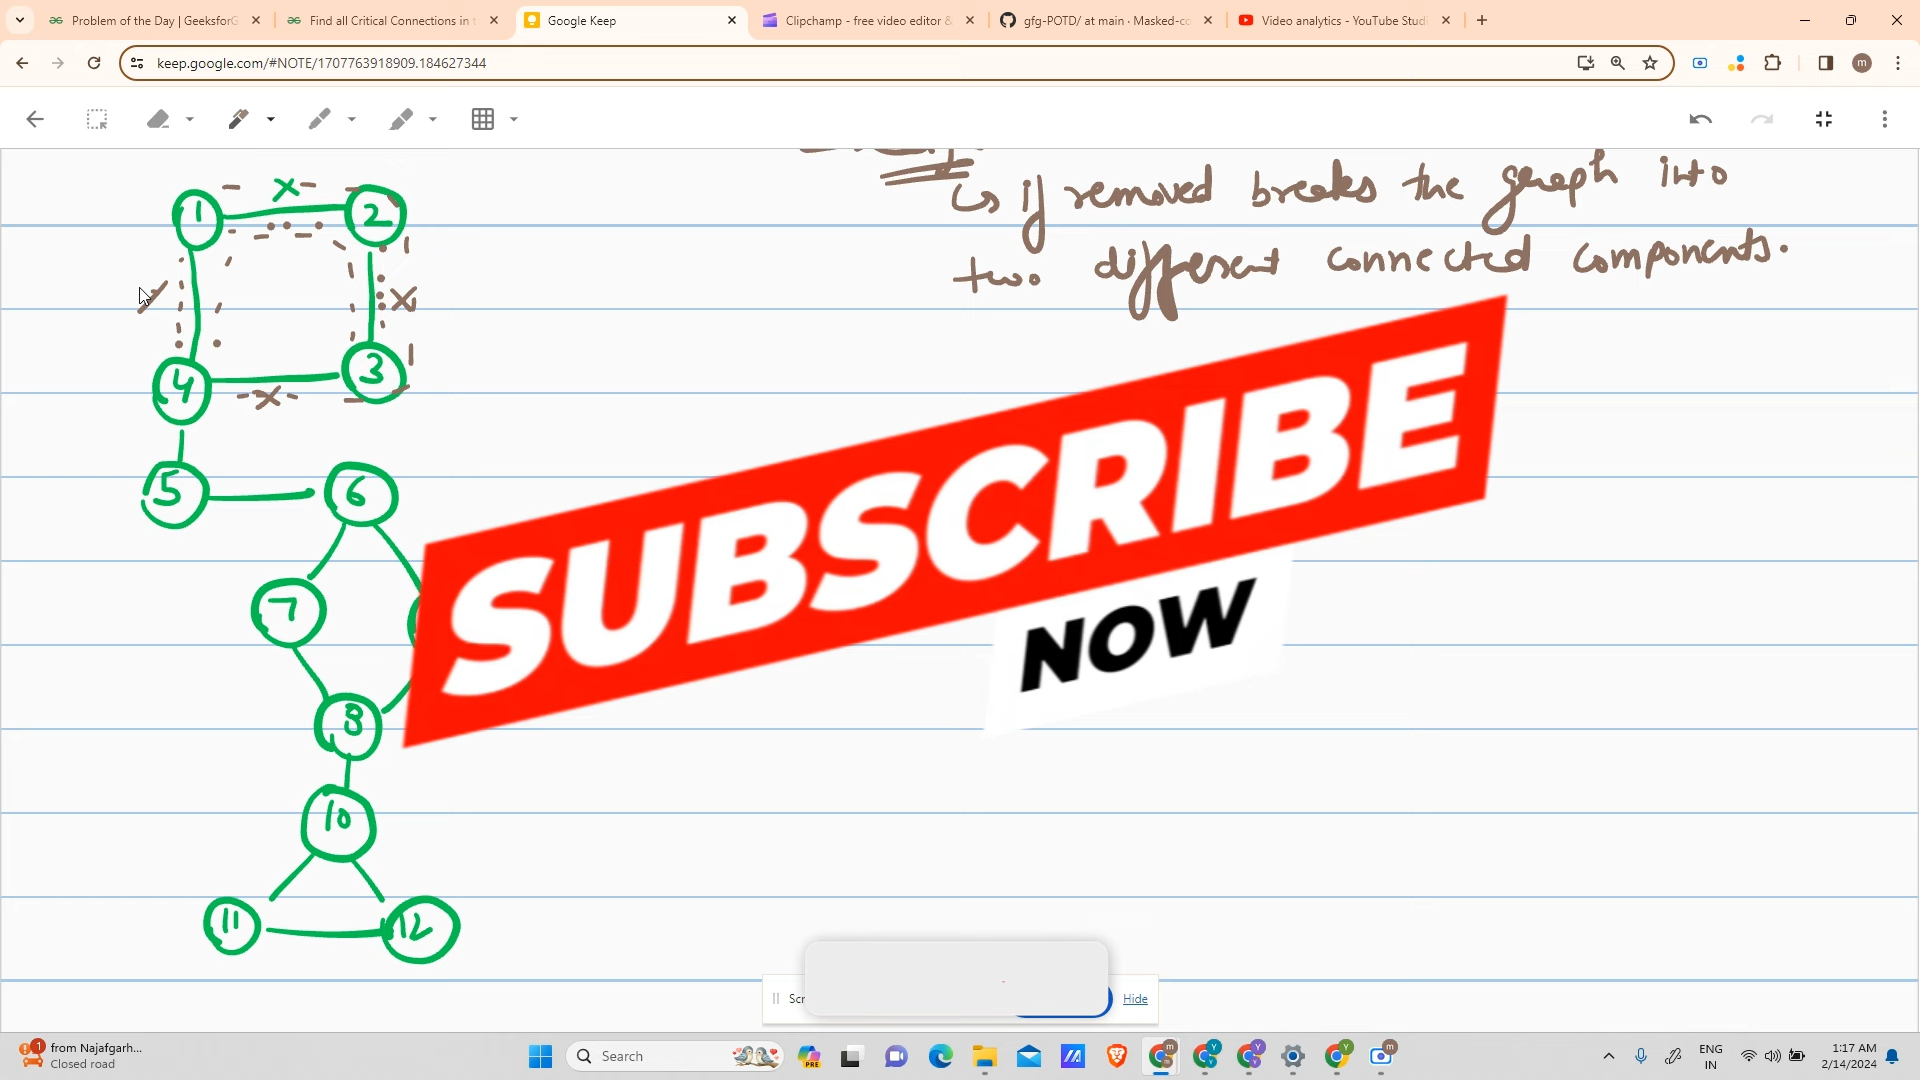 Problem of the Day | GeeksforG
Find all Critical Connections in t
Google Keep
Clipchamp - free video editor &
gfg-POTD/ at main · Masked-co
Video analytics - YouTube Studi
keep.google.com/#NOTE/1707763918909.184627344
m
↳ if removed breaks the graph into
two different connected components.
1 x 2
x
4 x 3
5 6
7
8
10
11 12
SUBSCRIBE
NOW
Scr
Hide
1
from Najafgarh...
Closed road
Search
PRE
ENG
IN
1:17 AM
2/14/2024